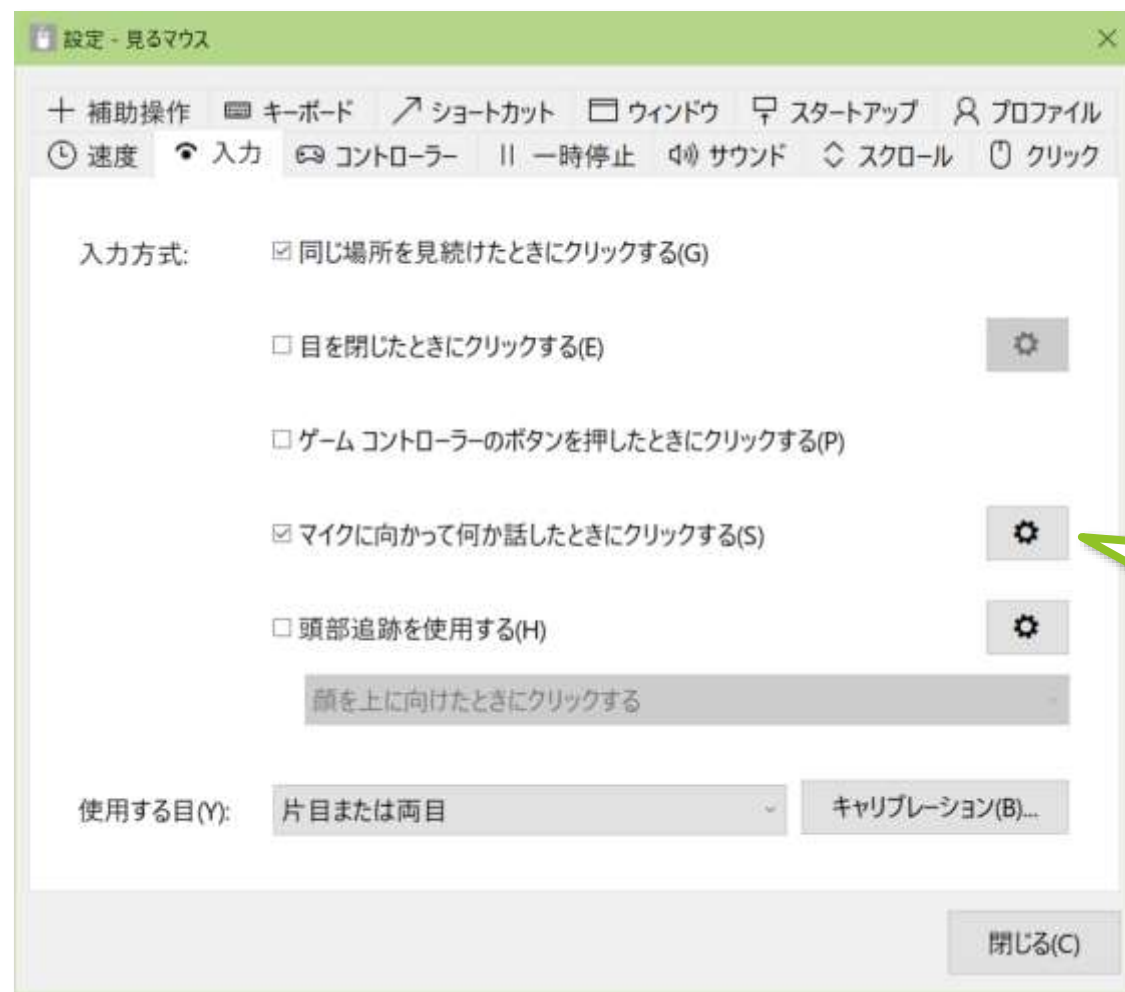 設定 - 見るマウス
補助操作 キーボード ショートカット ウィンドウ スタートアップ プロファイル
速度 入力 コントローラー 一時停止 サウンド スクロール クリック
入力方式: 同じ場所を見続けたときにクリックする(G)
目を閉じたときにクリックする(E)
ゲーム コントローラーのボタンを押したときにクリックする(P)
マイクに向かって何か話したときにクリックする(S)
頭部追跡を使用する(H)
顔を上に向けたときにクリックする
使用する目(Y): 片目または両目 キャリブレーション(B)...
閉じる(C)